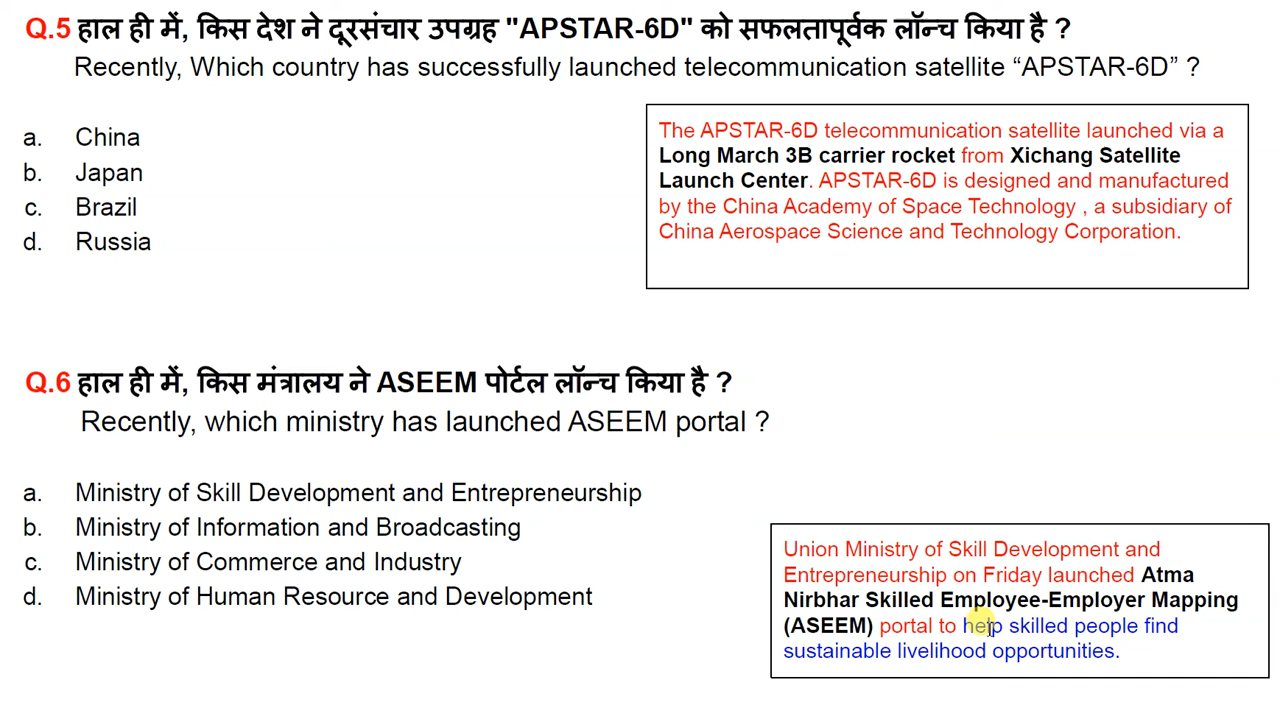 Q.5 हाल ही में, किस देश ने दूरसंचार उपग्रह "APSTAR-6D" को सफलतापूर्वक लॉन्च किया है ?
Recently, Which country has successfully launched telecommunication satellite “APSTAR-6D” ?
a. China
b. Japan
c. Brazil
d. Russia
The APSTAR-6D telecommunication satellite launched via a
Long March 3B carrier rocket from Xichang Satellite
Launch Center. APSTAR-6D is designed and manufactured
by the China Academy of Space Technology , a subsidiary of
China Aerospace Science and Technology Corporation.
Q.6 हाल ही में, किस मंत्रालय ने ASEEM पोर्टल लॉन्च किया है ?
Recently, which ministry has launched ASEEM portal ?
a. Ministry of Skill Development and Entrepreneurship
b. Ministry of Information and Broadcasting
c. Ministry of Commerce and Industry
d. Ministry of Human Resource and Development
Union Ministry of Skill Development and
Entrepreneurship on Friday launched Atma
Nirbhar Skilled Employee-Employer Mapping
(ASEEM) portal to help skilled people find
sustainable livelihood opportunities.